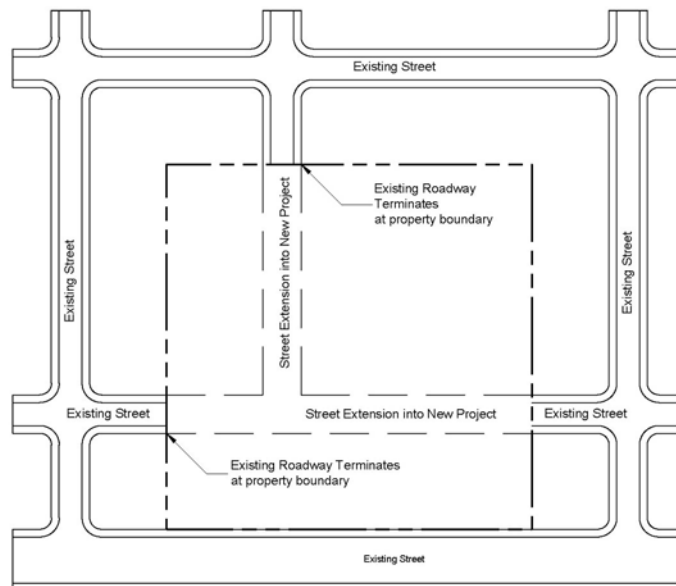 Existing Street
Existing Roadway
Terminates
at property boundary
Street Extension into New Project
Existing Street
Existing Street
Existing Street
Street Extension into New Project
Existing Street
Existing Roadway Terminates
at property boundary
Existing Street